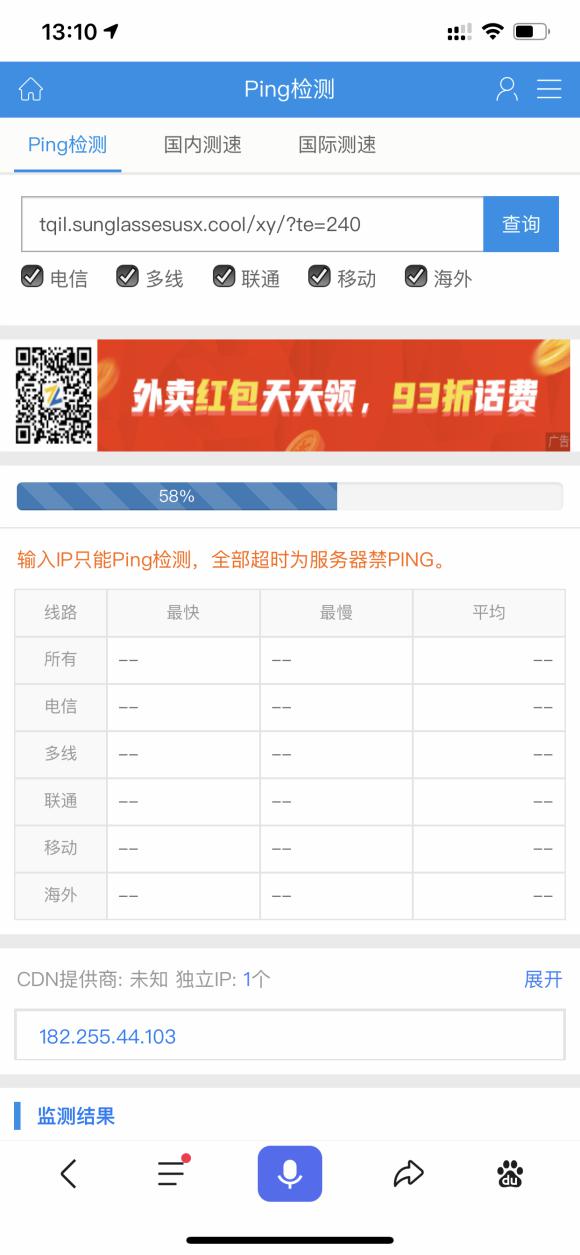 13:10
Ping检测
Ping检测 国内测速 国际测速
tqil.sunglassesusx.cool/xy/?te=240 查询
电信 多线 联通 移动 海外
外卖红包天天领，93折话费
广告
58%
输入IP只能Ping检测，全部超时为服务器禁PING。
线路 最快 最慢 平均
所有 -- -- --
电信 -- -- --
多线 -- -- --
联通 -- -- --
移动 -- -- --
海外 -- -- --
CDN提供商: 未知 独立IP: 1个 展开
182.255.44.103
监测结果
du